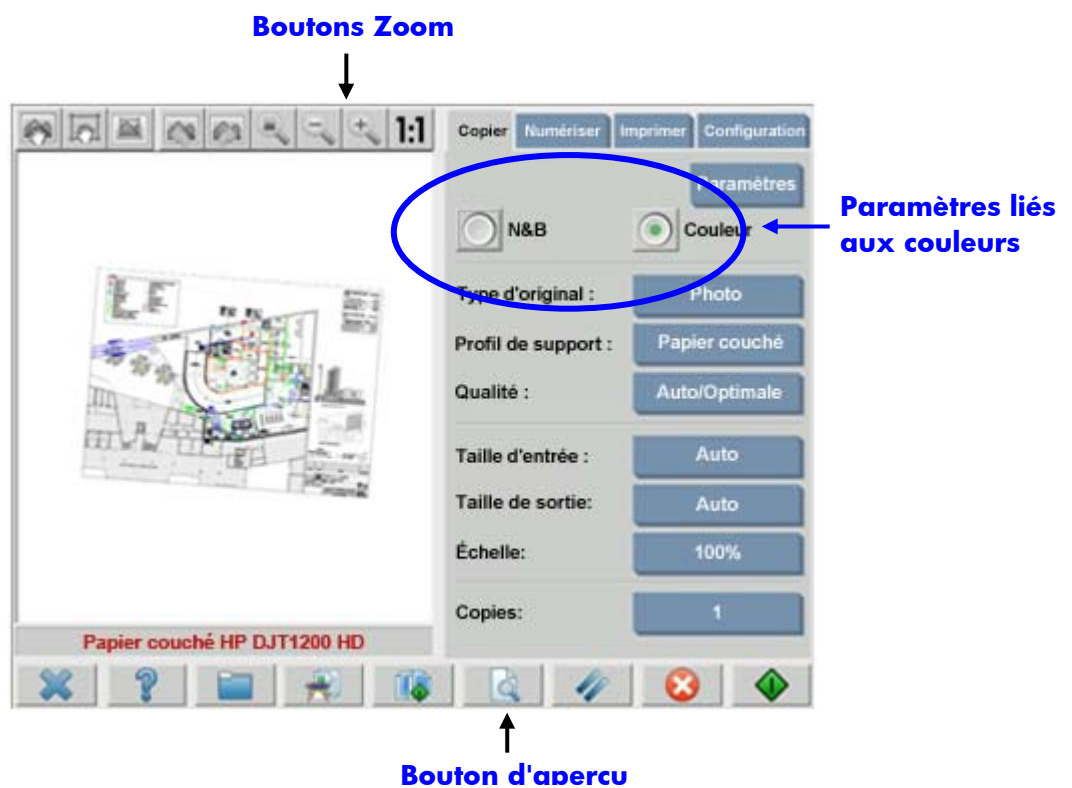 Boutons Zoom
1:1
Copier Numériser Imprimer Configuration
Paramètres
N&B Couleur
Paramètres liés
aux couleurs
Type d'original : Photo
Profil de support : Papier couché
Qualité : Auto/Optimale
Taille d'entrée : Auto
Taille de sortie: Auto
Échelle: 100%
Copies: 1
Papier couché HP DJT1200 HD
Bouton d'aperçu